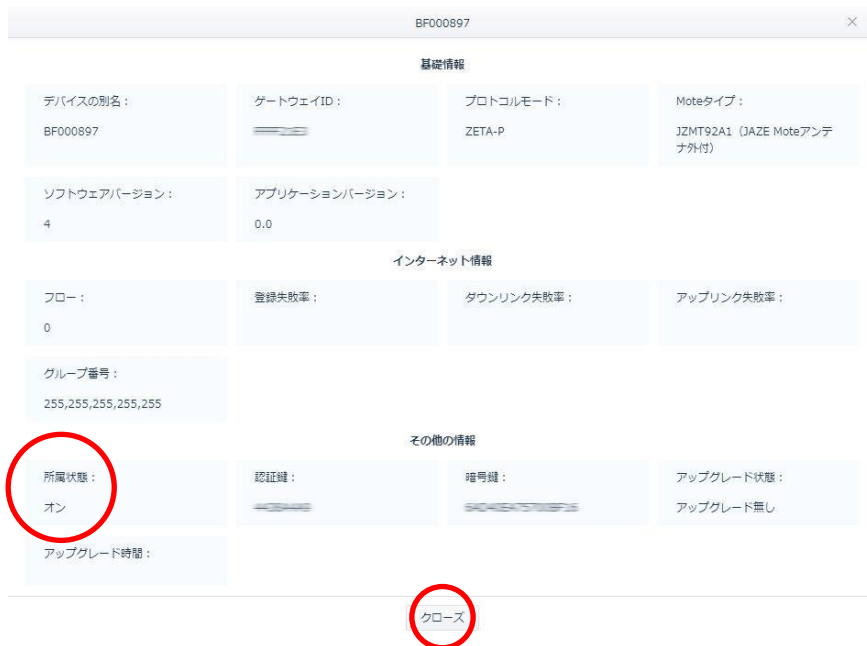 BF000897
基礎情報
デバイスの別名：
ゲートウェイID：
プロトコルモード：
Moteタイプ：
BF000897
ZETA-P
JZMT92A1（JAZE Moteアンテ
ナ外付）
ソフトウェアバージョン：
アプリケーションバージョン：
4
0.0
インターネット情報
フロー：
登録失敗率：
ダウンリンク失敗率：
アップリンク失敗率：
0
グループ番号：
255,255,255,255,255
その他の情報
所属状態：
認証鍵：
暗号鍵：
アップグレード状態：
オン
アップグレード無し
アップグレード時間：
クローズ